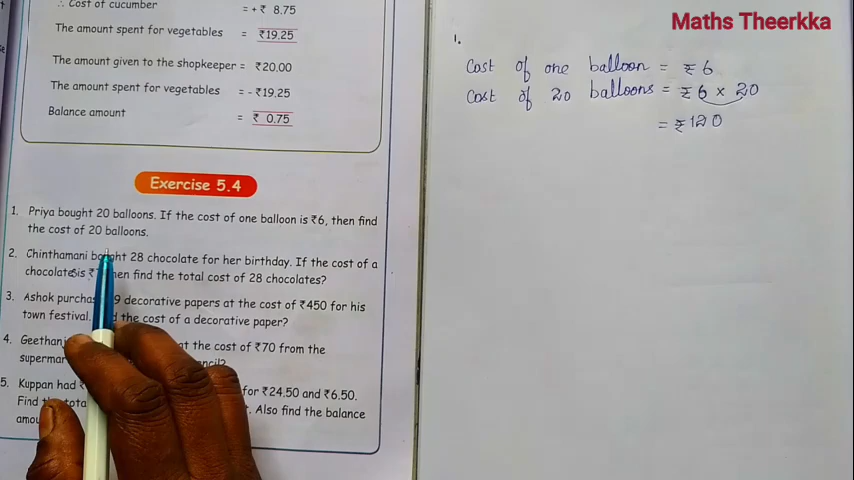 Maths Theerkka
∴ Cost of cucumber = + ₹ 8.75
The amount spent for vegetables = ₹19.25
The amount given to the shopkeeper = ₹20.00
The amount spent for vegetables = - ₹19.25
Balance amount = ₹ 0.75
Exercise 5.4
1. Priya bought 20 balloons. If the cost of one balloon is ₹6, then find
the cost of 20 balloons.
2. Chinthamani bought 28 chocolate for her birthday. If the cost of a
chocolate is ₹ then find the total cost of 28 chocolates?
3. Ashok 9 decorative papers at the cost of ₹450 for his
town festival. the cost of a decorative paper?
4. at the cost of ₹70 from the
5. Kuppan had for ₹24.50 and ₹6.50.
Find Also find the balance
1.
Cost of one balloon = ₹6
Cost of 20 balloons = ₹6 × 20
= ₹120